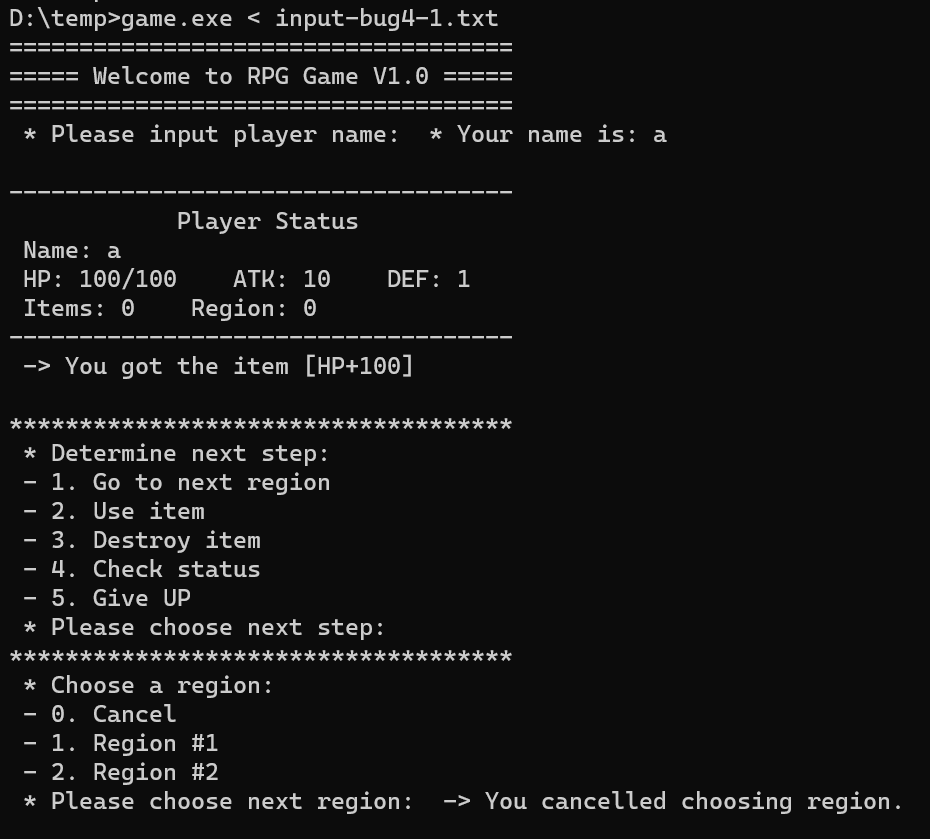 D:\temp>game.exe < input-bug4-1.txt
====================================
===== Welcome to RPG Game V1.0 =====
====================================
 * Please input player name:  * Your name is: a

------------------------------------
            Player Status
 Name: a
 HP: 100/100    ATK: 10    DEF: 1
 Items: 0    Region: 0
------------------------------------
 -> You got the item [HP+100]

************************************
 * Determine next step:
 - 1. Go to next region
 - 2. Use item
 - 3. Destroy item
 - 4. Check status
 - 5. Give UP
 * Please choose next step:
************************************
 * Choose a region:
 - 0. Cancel
 - 1. Region #1
 - 2. Region #2
 * Please choose next region:  -> You cancelled choosing region.